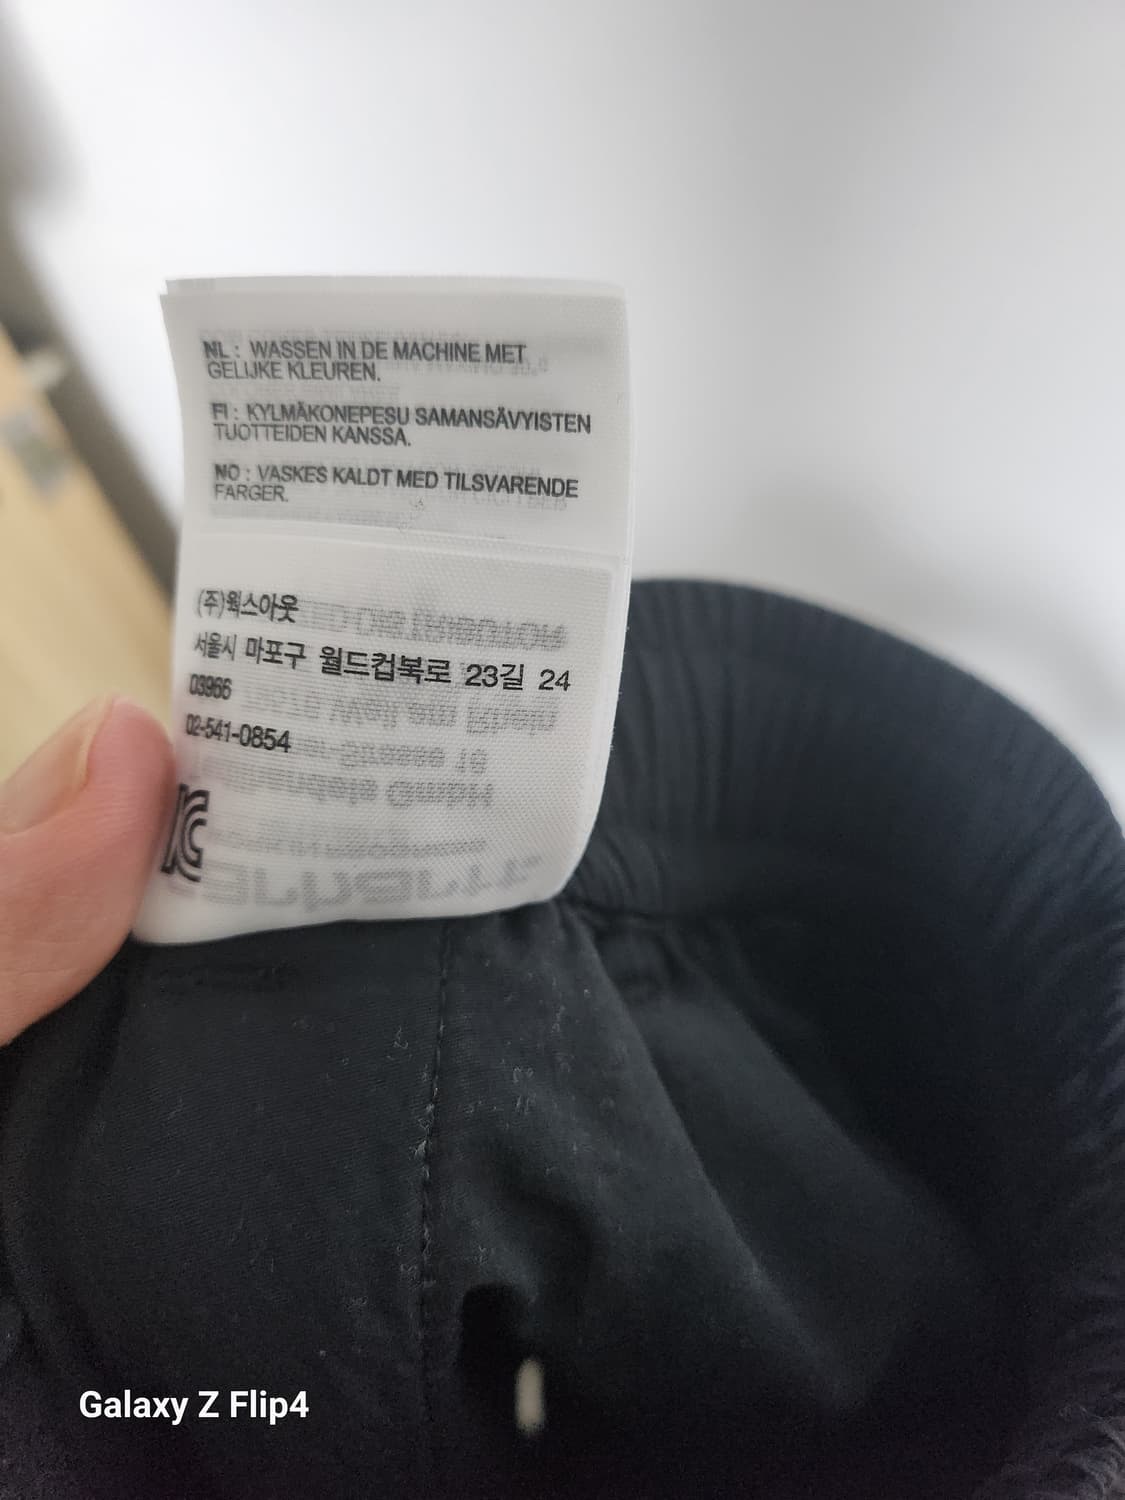 NL : WASSEN IN DE MACHINE MET
GELIJKE KLEUREN.
FI : KYLMÄKONEPESU SAMANSÄVYISTEN
TUOTTEIDEN KANSSA.
NO : VASKES KALDT MED TILSVARENDE
FARGER.
(주)웍스아웃
서울시 마포구 월드컵북로 23길 24
03966
02-541-0854
Galaxy Z Flip4